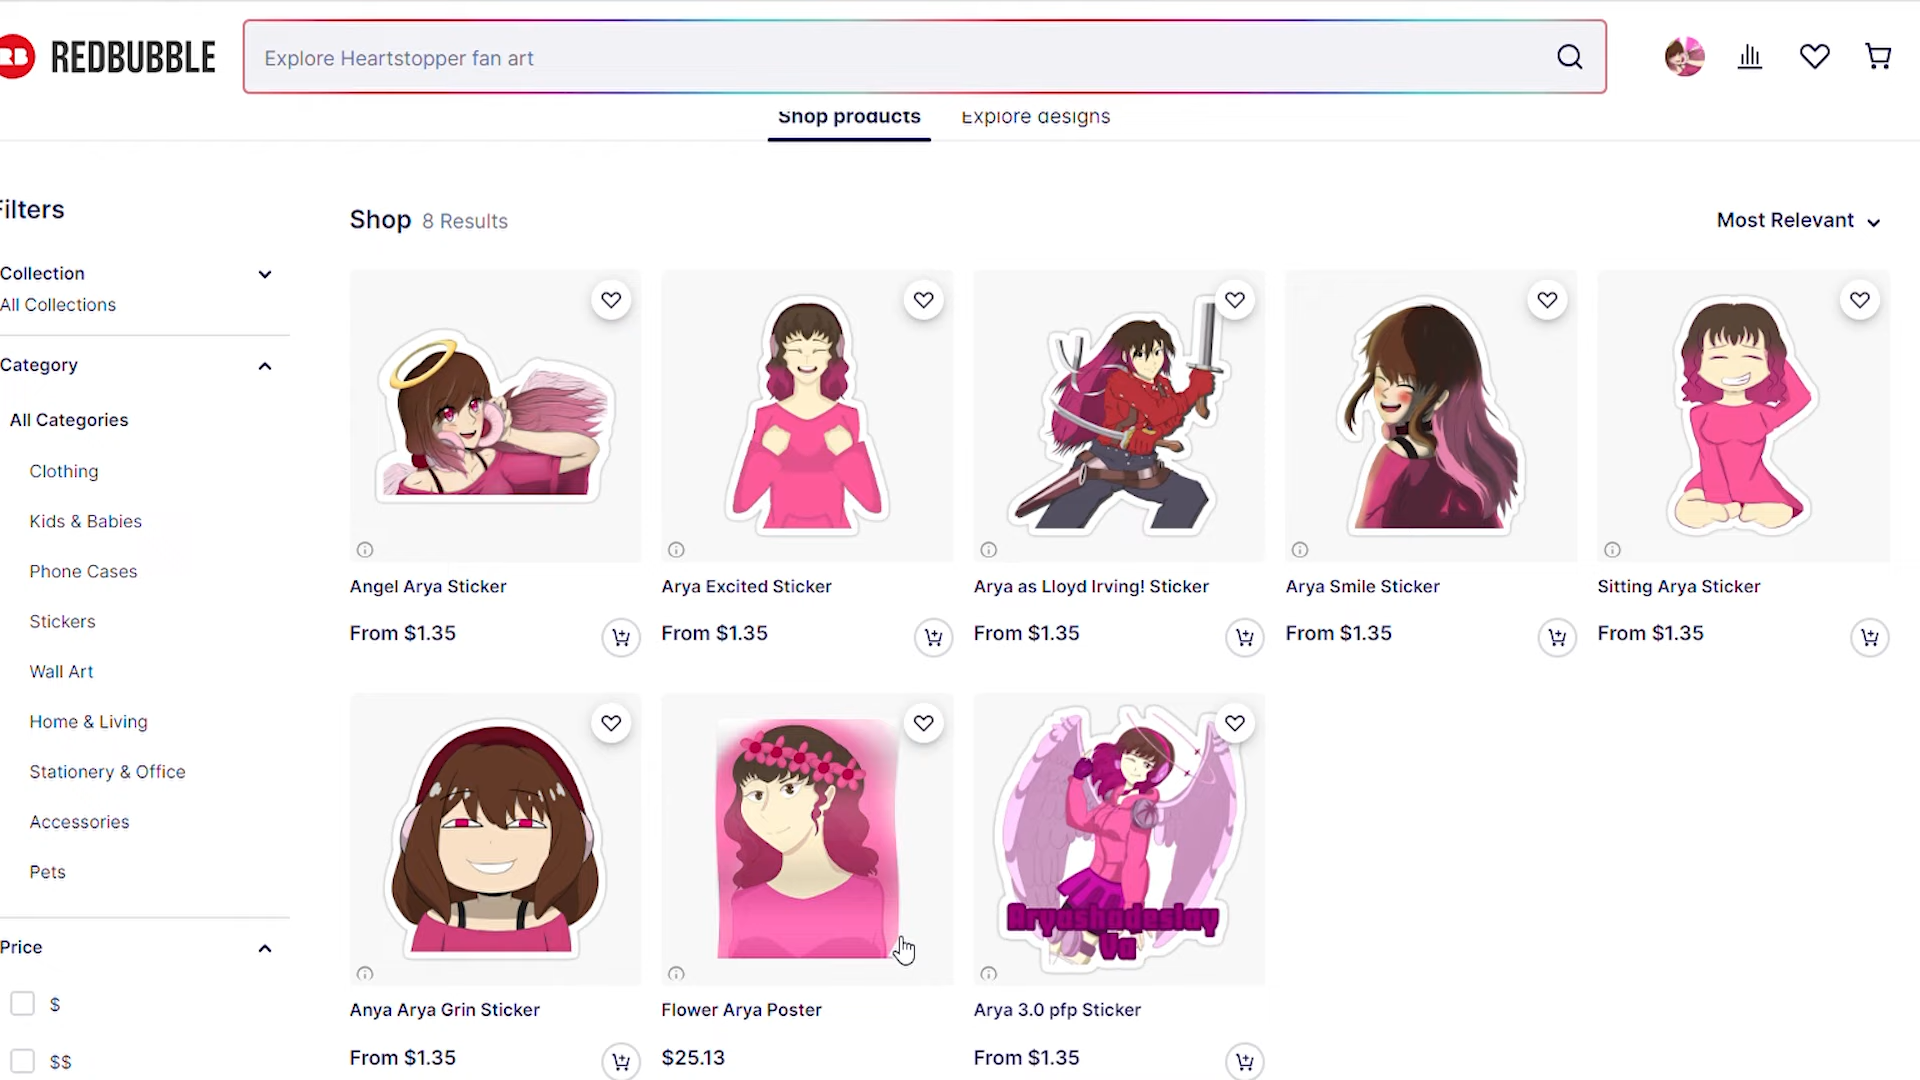 RB REDBUBBLE
Explore Heartstopper fan art
Shop products
Explore designs
Filters
Shop 8 Results
Most Relevant
Collection
All Collections
Category
All Categories
Clothing
Kids & Babies
Phone Cases
Stickers
Wall Art
Home & Living
Stationery & Office
Accessories
Pets
Price
$
$$
Angel Arya Sticker
From $1.35
Arya Excited Sticker
From $1.35
Arya as Lloyd Irving! Sticker
From $1.35
Arya Smile Sticker
From $1.35
Sitting Arya Sticker
From $1.35
Anya Arya Grin Sticker
From $1.35
Flower Arya Poster
$25.13
Aryashadeslay
Va
Arya 3.0 pfp Sticker
From $1.35